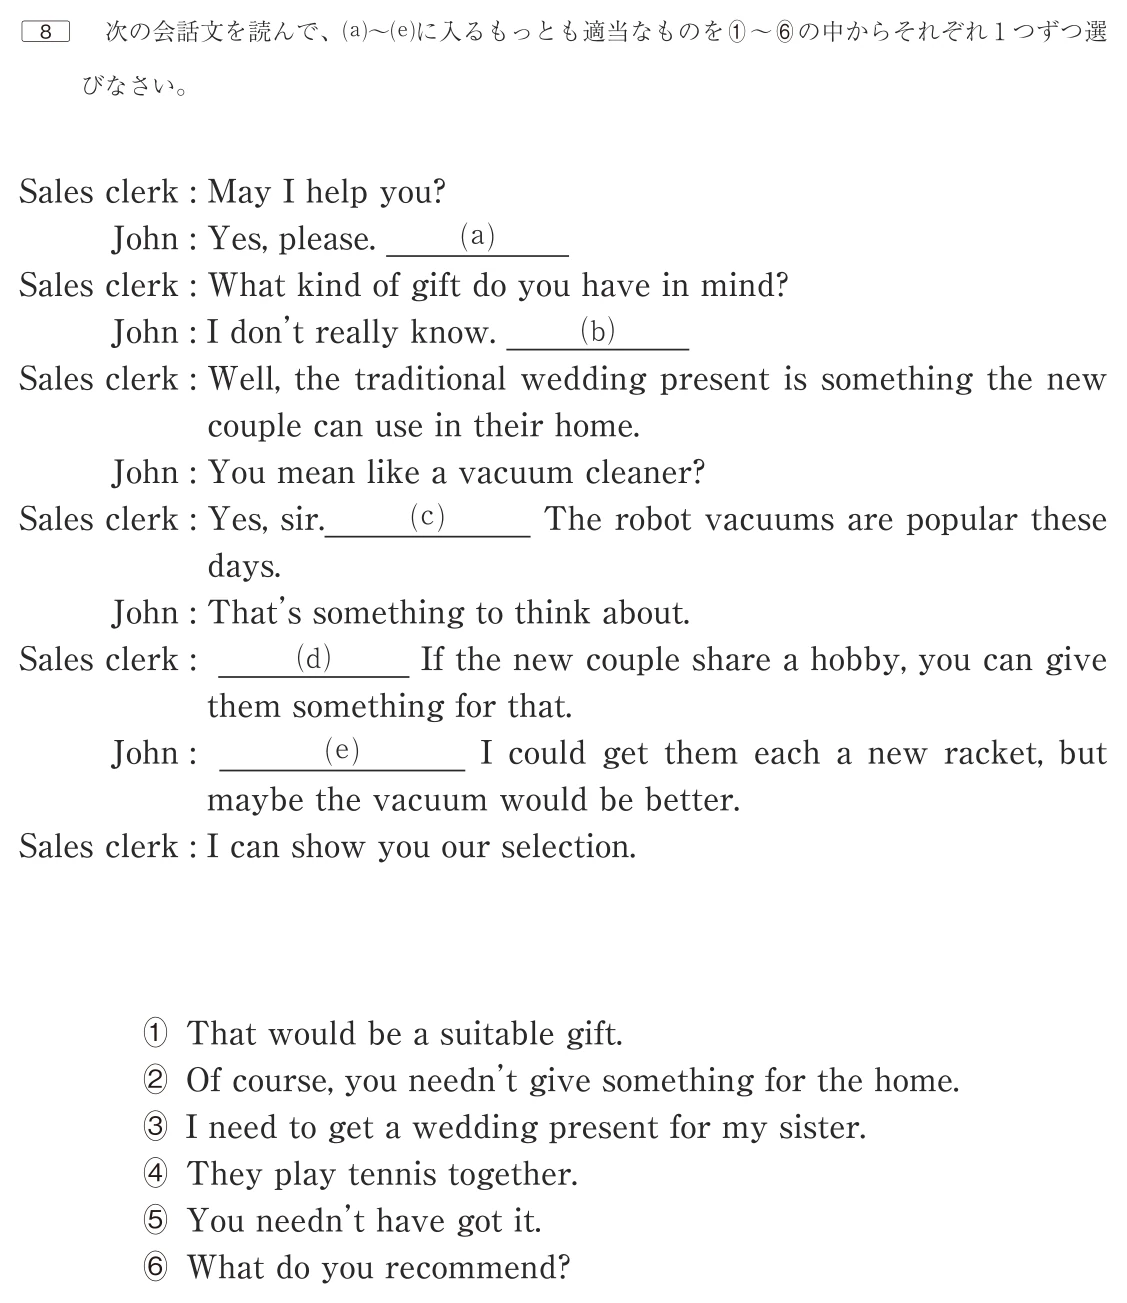 8 次の会話文を読んで、(a)～(e)に入るもっとも適当なものを①～⑥の中からそれぞれ1つずつ選
びなさい。
Sales clerk : May I help you?
John : Yes, please. (a)
Sales clerk : What kind of gift do you have in mind?
John : I don't really know. (b)
Sales clerk : Well, the traditional wedding present is something the new
couple can use in their home.
John : You mean like a vacuum cleaner?
Sales clerk : Yes, sir. (c) The robot vacuums are popular these
days.
John : That's something to think about.
Sales clerk : (d) If the new couple share a hobby, you can give
them something for that.
John : (e) I could get them each a new racket, but
maybe the vacuum would be better.
Sales clerk : I can show you our selection.
① That would be a suitable gift.
② Of course, you needn't give something for the home.
③ I need to get a wedding present for my sister.
④ They play tennis together.
⑤ You needn't have got it.
⑥ What do you recommend?